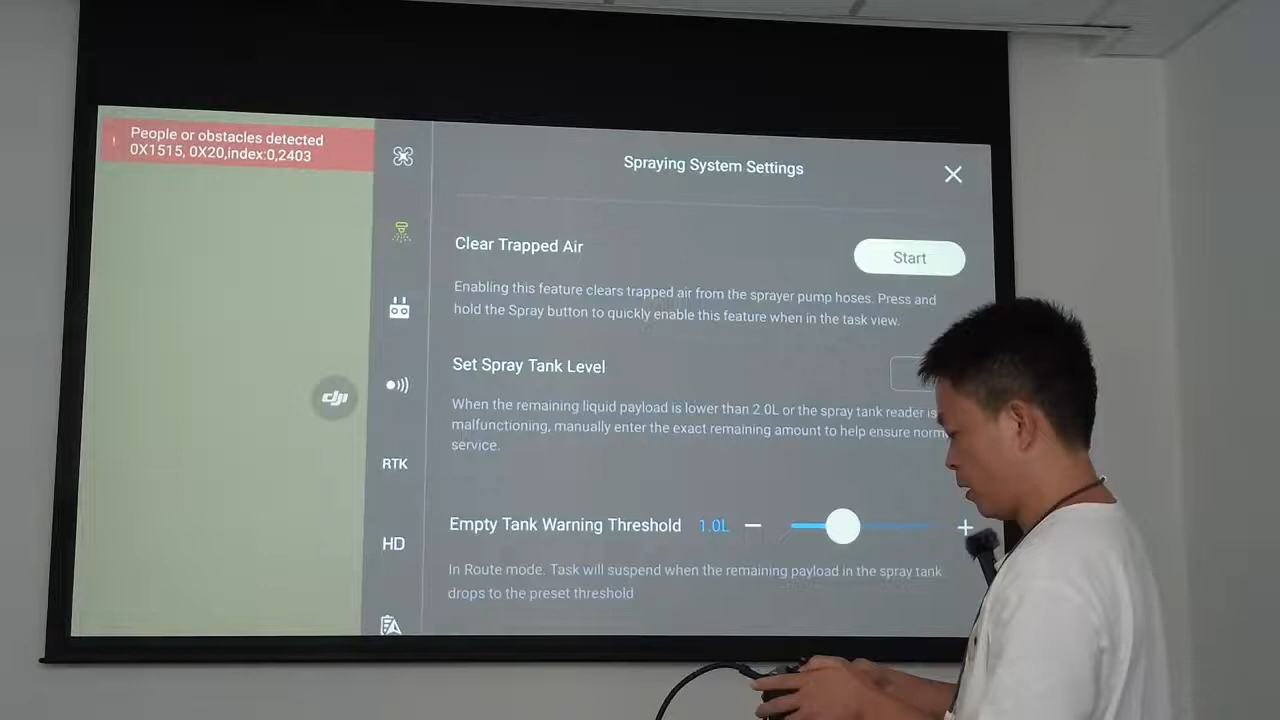 People or obstacles detected
0X1515, 0X20,index:0,2403
Spraying System Settings
Clear Trapped Air
Start
Enabling this feature clears trapped air from the sprayer pump hoses. Press and
hold the Spray button to quickly enable this feature when in the task view.
Set Spray Tank Level
When the remaining liquid payload is lower than 2.0L or the spray tank reader is
malfunctioning, manually enter the exact remaining amount to help ensure norm
service.
dji
RTK
Empty Tank Warning Threshold 1.0L
HD
In Route mode. Task will suspend when the remaining payload in the spray tank
drops to the preset threshold